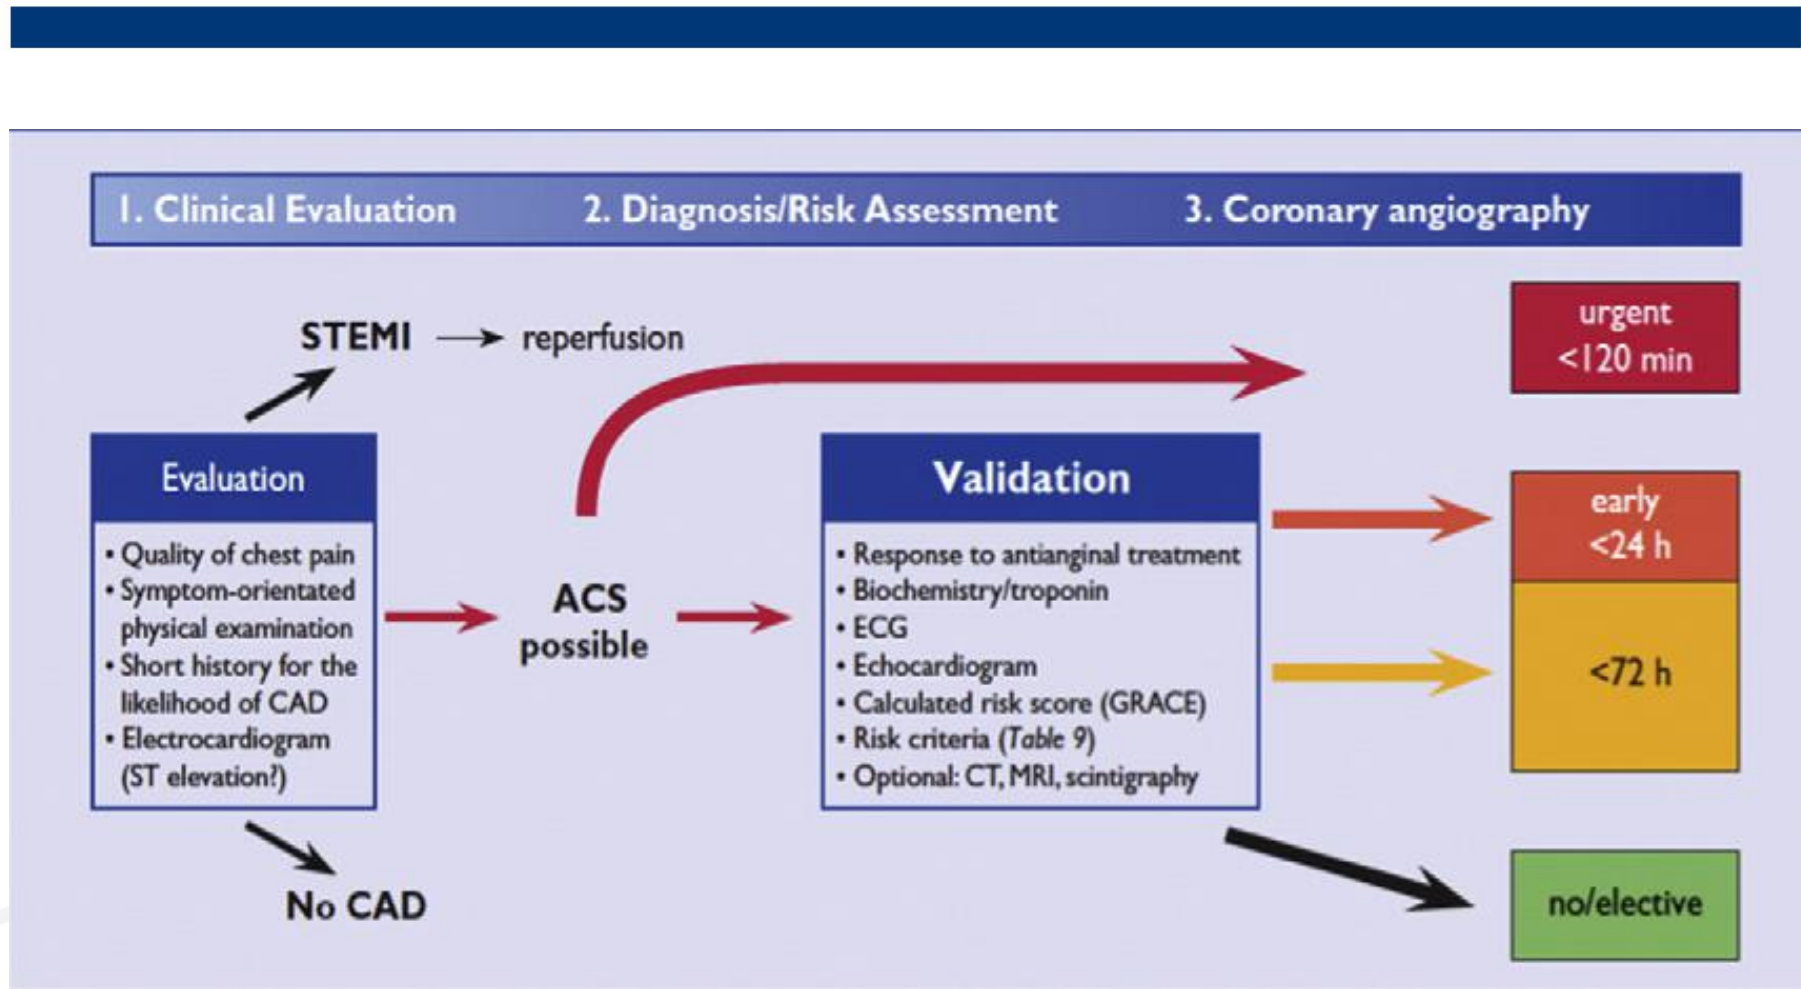 1. Clinical Evaluation
2. Diagnosis/Risk Assessment
3. Coronary angiography
STEMI
reperfusion
urgent
<120 min
Evaluation
• Quality of chest pain
• Symptom-orientated
physical examination
• Short history for the
likelihood of CAD
• Electrocardiogram
(ST elevation?)
ACS
possible
Validation
• Response to antianginal treatment
• Biochemistry/troponin
• ECG
• Echocardiogram
• Calculated risk score (GRACE)
• Risk criteria (Table 9)
• Optional: CT, MRI, scintigraphy
early
<24 h
<72 h
No CAD
no/elective